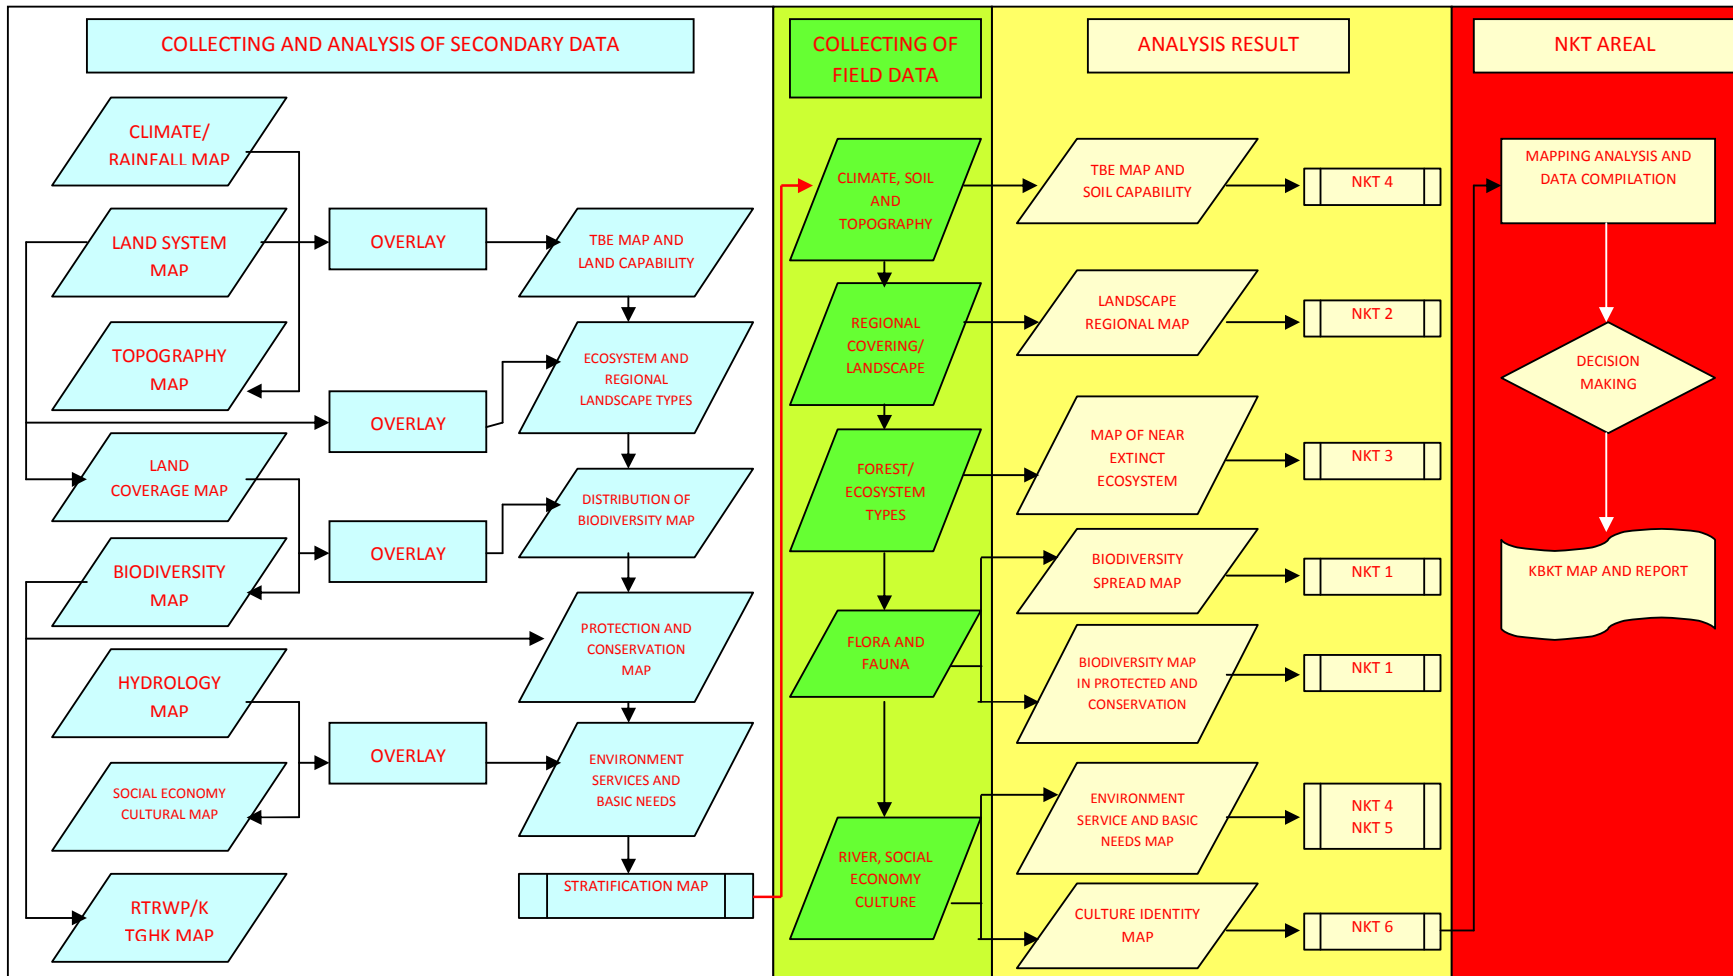 COLLECTING AND ANALYSIS OF SECONDARY DATA
CLIMATE/
RAINFALL MAP
LAND SYSTEM
MAP
TOPOGRAPHY
MAP
LAND
COVERAGE MAP
BIODIVERSITY
MAP
HYDROLOGY
MAP
SOCIAL ECONOMY
CULTURAL MAP
RTRWP/K
TGHK MAP
OVERLAY
OVERLAY
OVERLAY
OVERLAY
TBE MAP AND
LAND CAPABILITY
ECOSYSTEM AND
REGIONAL
LANDSCAPE TYPES
DISTRIBUTION OF
BIODIVERSITY MAP
PROTECTION AND
CONSERVATION
MAP
ENVIRONMENT
SERVICES AND
BASIC NEEDS
STRATIFICATION MAP
COLLECTING OF
FIELD DATA
CLIMATE, SOIL
AND
TOPOGRAPHY
REGIONAL
COVERING/
LANDSCAPE
FOREST/
ECOSYSTEM
TYPES
FLORA AND
FAUNA
RIVER, SOCIAL
ECONOMY
CULTURE
ANALYSIS RESULT
TBE MAP AND
SOIL CAPABILITY
LANDSCAPE
REGIONAL MAP
MAP OF NEAR
EXTINCT
ECOSYSTEM
BIODIVERSITY
SPREAD MAP
BIODIVERSITY MAP
IN PROTECTED AND
CONSERVATION
ENVIRONMENT
SERVICE AND BASIC
NEEDS MAP
CULTURE IDENTITY
MAP
NKT 4
NKT 2
NKT 3
NKT 1
NKT 1
NKT 4
NKT 5
NKT 6
NKT AREAL
MAPPING ANALYSIS AND
DATA COMPILATION
DECISION
MAKING
KBKT MAP AND REPORT